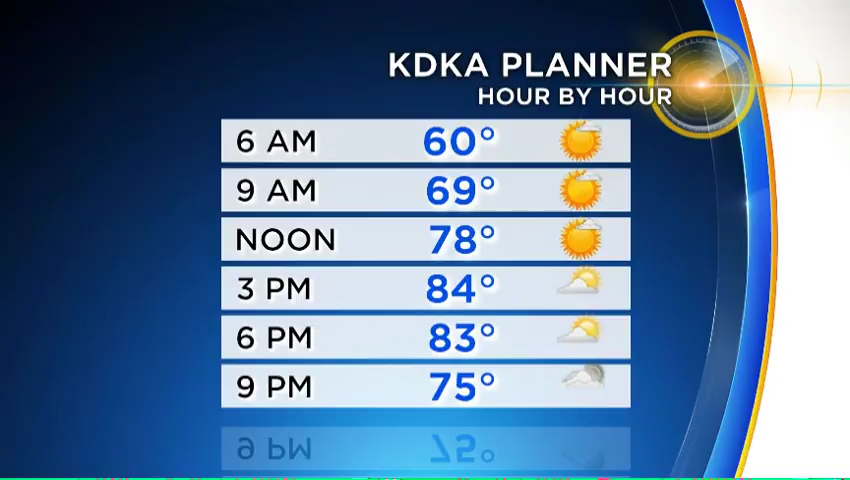 KDKA PLANNER
HOUR BY HOUR
6 AM 60°
9 AM 69°
NOON 78°
3 PM 84°
6 PM 83°
9 PM 75°